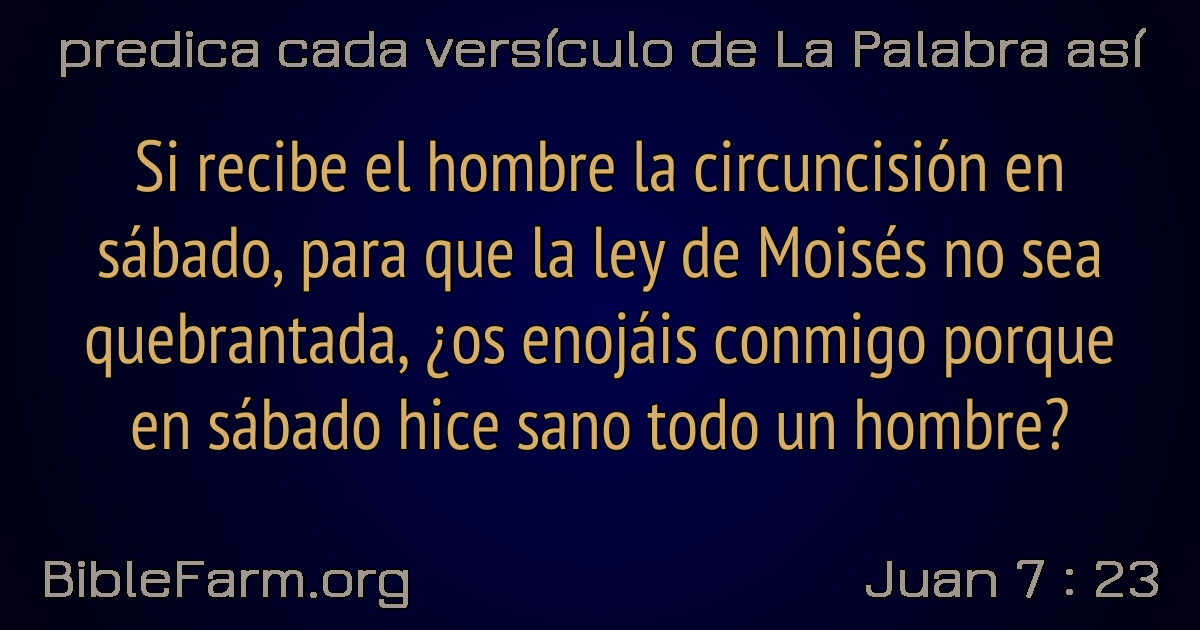 predica cada versículo de La Palabra así
Si recibe el hombre la circuncisión en
sábado, para que la ley de Moisés no sea
quebrantada, ¿os enojáis conmigo porque
en sábado hice sano todo un hombre?
BibleFarm.org
Juan 7 : 23